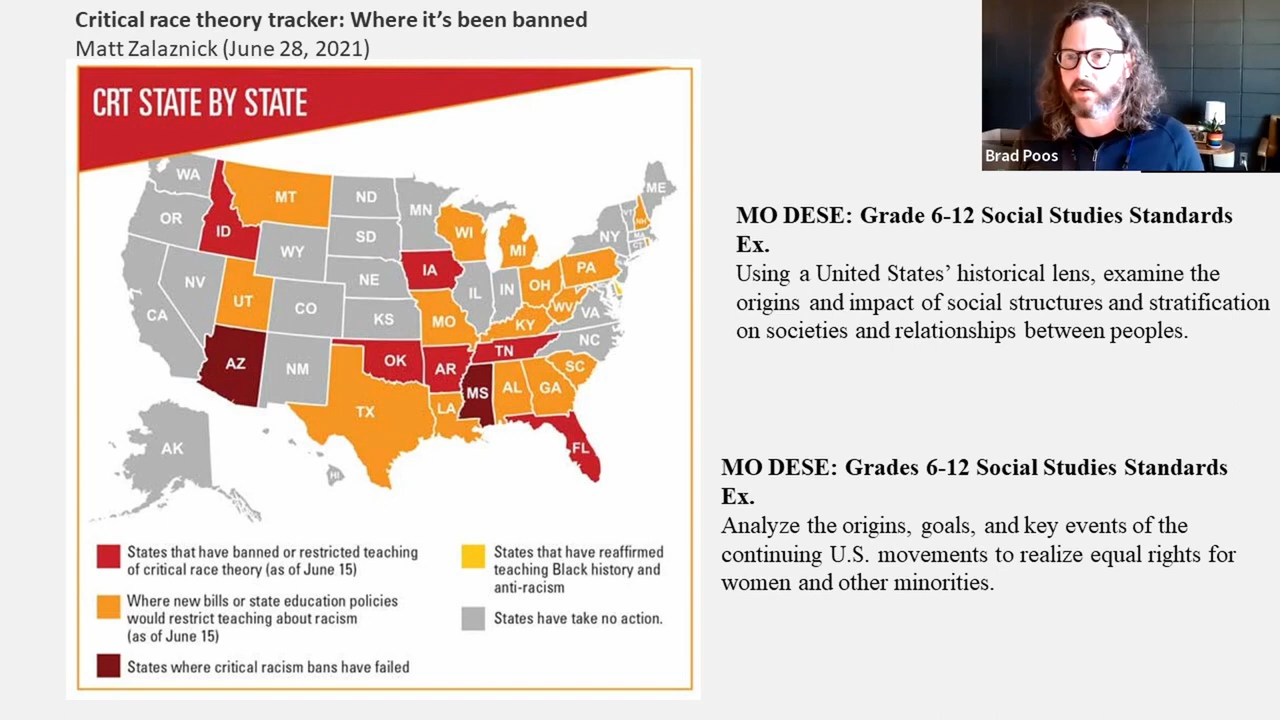 Critical race theory tracker: Where it’s been banned
Matt Zalaznick (June 28, 2021)
CRT STATE BY STATE
WA
MT
ND
MN
ME
OR
ID
SD
WI
MI
NY
VT
NH
MA
CT
WY
IA
NE
PA
NV
UT
CO
IL
IN
OH
WV
VA
CA
KS
MO
KY
NC
AZ
NM
OK
AR
TN
SC
MS
AL
GA
TX
LA
FL
AK
HI
States that have banned or restricted teaching
of critical race theory (as of June 15)
Where new bills or state education policies
would restrict teaching about racism
(as of June 15)
States where critical racism bans have failed
States that have reaffirmed
teaching Black history and
anti-racism
States have take no action.
Brad Poos
MO DESE: Grade 6-12 Social Studies Standards
Ex.
Using a United States’ historical lens, examine the
origins and impact of social structures and stratification
on societies and relationships between peoples.
MO DESE: Grades 6-12 Social Studies Standards
Ex.
Analyze the origins, goals, and key events of the
continuing U.S. movements to realize equal rights for
women and other minorities.